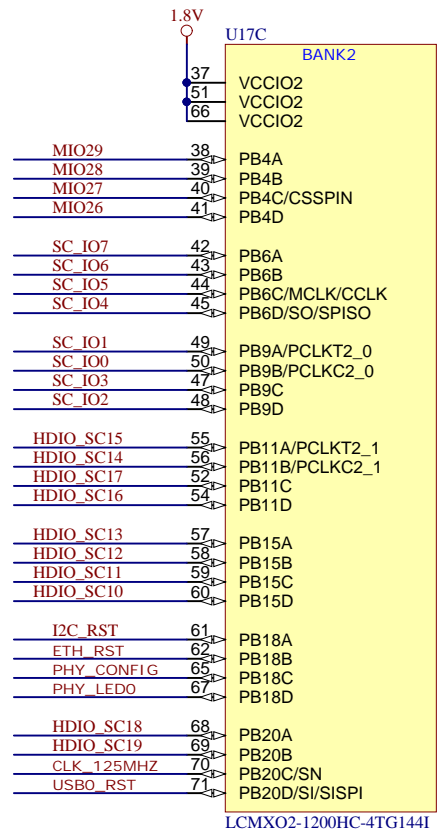 1.8V
U17C
BANK2
37 VCCIO2
51 VCCIO2
66 VCCIO2
MIO29 38 PB4A
MIO28 39 PB4B
MIO27 40 PB4C/CSSPIN
MIO26 41 PB4D
SC_IO7 42 PB6A
SC_IO6 43 PB6B
SC_IO5 44 PB6C/MCLK/CCLK
SC_IO4 45 PB6D/SO/SPISO
SC_IO1 49 PB9A/PCLKT2_0
SC_IO0 50 PB9B/PCLKC2_0
SC_IO3 47 PB9C
SC_IO2 48 PB9D
HDIO_SC15 55 PB11A/PCLKT2_1
HDIO_SC14 56 PB11B/PCLKC2_1
HDIO_SC17 52 PB11C
HDIO_SC16 54 PB11D
HDIO_SC13 57 PB15A
HDIO_SC12 58 PB15B
HDIO_SC11 59 PB15C
HDIO_SC10 60 PB15D
I2C_RST 61 PB18A
ETH_RST 62 PB18B
PHY_CONFIG 65 PB18C
PHY_LED0 67 PB18D
HDIO_SC18 68 PB20A
HDIO_SC19 69 PB20B
CLK_125MHZ 70 PB20C/SN
USB0_RST 71 PB20D/SI/SISPI
LCMXO2-1200HC-4TG144I